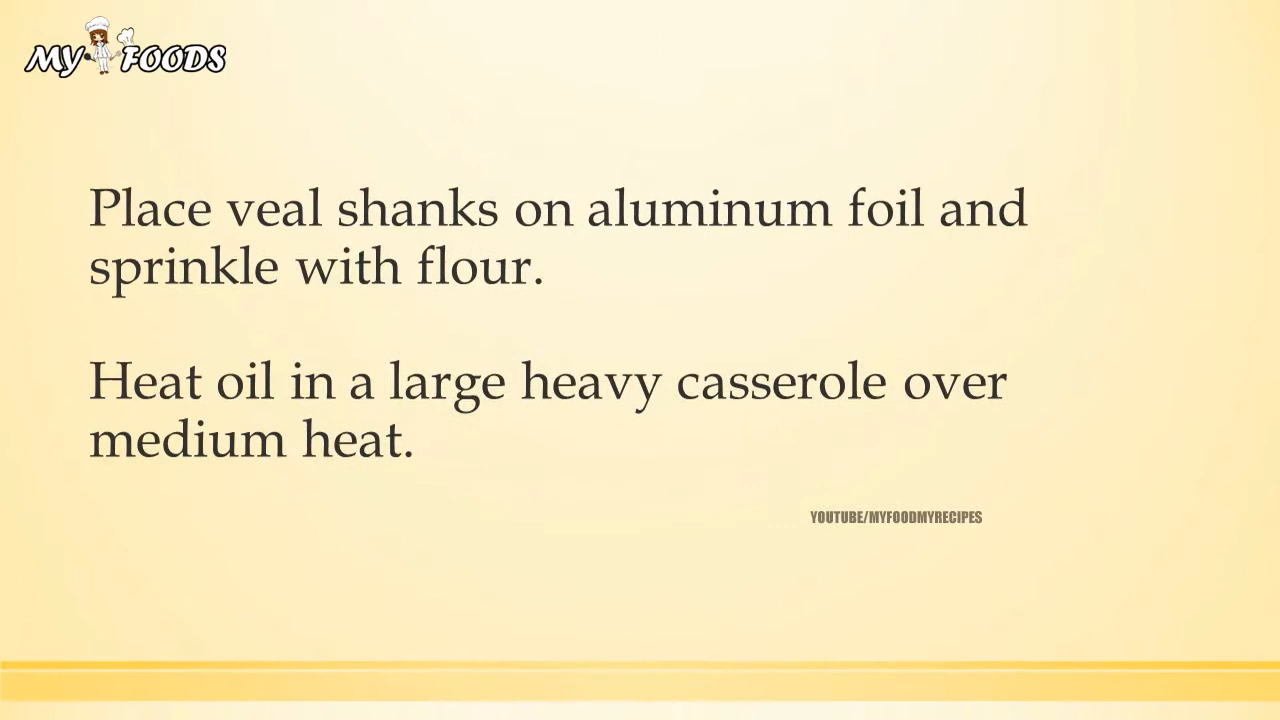 MY FOODS
Place veal shanks on aluminum foil and
sprinkle with flour.
Heat oil in a large heavy casserole over
medium heat.
YOUTUBE/MYFOODMYRECIPES